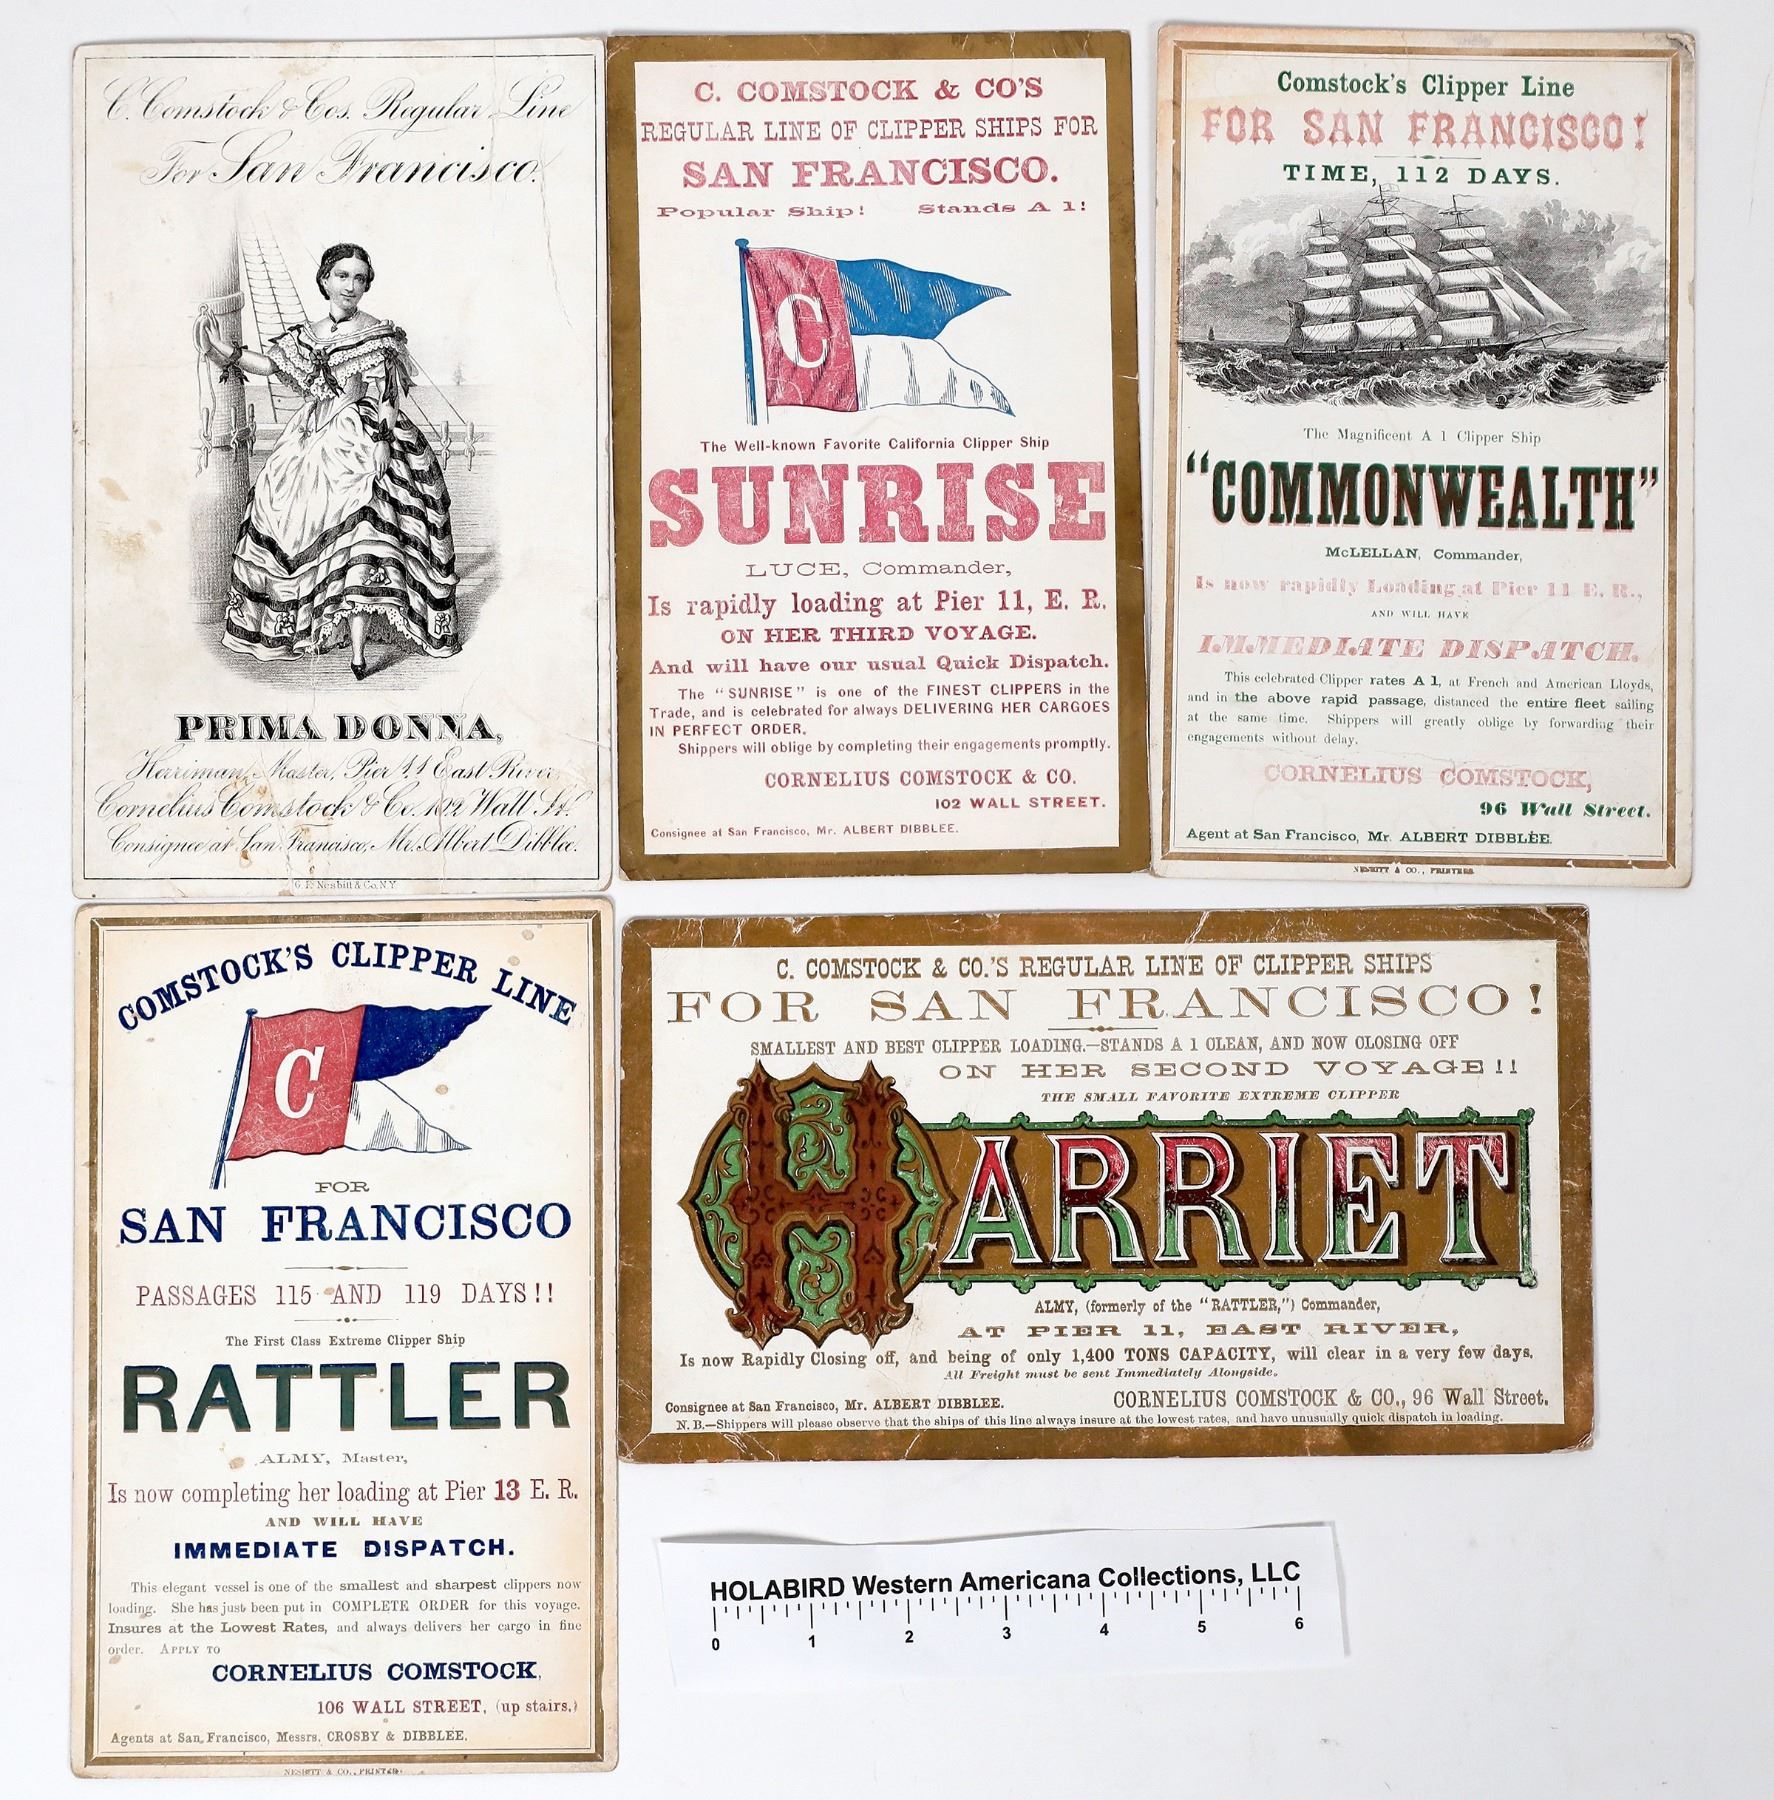 C. Comstock & Cos. Regular Line
For San Francisco.
PRIMA DONNA,
Herriman, Master, Pier 11 East River,
Cornelius Comstock & Co. 102 Wall St.
Consignee at San Francisco, Mr. Albert Dibblee.
G. F. Nesbitt & Co. N.Y.
C. COMSTOCK & CO'S
REGULAR LINE OF CLIPPER SHIPS FOR
SAN FRANCISCO.
Popular Ship! Stands A 1!
C
The Well-known Favorite California Clipper Ship
SUNRISE
LUCE, Commander,
Is rapidly loading at Pier 11, E. R.
ON HER THIRD VOYAGE.
And will have our usual Quick Dispatch.
The "SUNRISE" is one of the FINEST CLIPPERS in the
Trade, and is celebrated for always DELIVERING HER CARGOES
IN PERFECT ORDER.
Shippers will oblige by completing their engagements promptly.
CORNELIUS COMSTOCK & CO.
102 WALL STREET.
Consignee at San Francisco, Mr. ALBERT DIBBLEE.
Comstock's Clipper Line
FOR SAN FRANCISCO!
TIME, 112 DAYS.
The Magnificent A 1 Clipper Ship
"COMMONWEALTH"
McLELLAN, Commander,
Is now rapidly Loading at Pier 11 E. R.,
AND WILL HAVE
IMMEDIATE DISPATCH.
This celebrated Clipper rates A 1, at French and American Lloyds,
and in the above rapid passage, distanced the entire fleet sailing
at the same time. Shippers will greatly oblige by forwarding their
engagements without delay.
CORNELIUS COMSTOCK,
96 Wall Street.
Agent at San Francisco, Mr. ALBERT DIBBLEE.
NESBITT & CO., PRINTERS
COMSTOCK'S CLIPPER LINE
C
FOR
SAN FRANCISCO
PASSAGES 115 AND 119 DAYS!!
The First Class Extreme Clipper Ship
RATTLER
ALMY, Master,
Is now completing her loading at Pier 13 E. R.
AND WILL HAVE
IMMEDIATE DISPATCH.
This elegant vessel is one of the smallest and sharpest clippers now
loading. She has just been put in COMPLETE ORDER for this voyage.
Insures at the Lowest Rates, and always delivers her cargo in fine
order. APPLY TO
CORNELIUS COMSTOCK,
106 WALL STREET, (up stairs.)
Agents at San Francisco, Messrs. CROSBY & DIBBLEE.
NESBITT & CO., PRINTERS
C. COMSTOCK & CO.'S REGULAR LINE OF CLIPPER SHIPS
FOR SAN FRANCISCO!
SMALLEST AND BEST CLIPPER LOADING.—STANDS A 1 CLEAN, AND NOW CLOSING OFF
ON HER SECOND VOYAGE!!
THE SMALL FAVORITE EXTREME CLIPPER
HARRIET
ALMY, (formerly of the "RATTLER,") Commander,
AT PIER 11, EAST RIVER,
Is now Rapidly Closing off, and being of only 1,400 TONS CAPACITY, will clear in a very few days.
All Freight must be sent Immediately Alongside.
Consignee at San Francisco, Mr. ALBERT DIBBLEE. CORNELIUS COMSTOCK & CO., 96 Wall Street.
N. B.—Shippers will please observe that the ships of this line always insure at the lowest rates, and have unusually quick dispatch in loading.
HOLABIRD Western Americana Collections, LLC
0 1 2 3 4 5 6